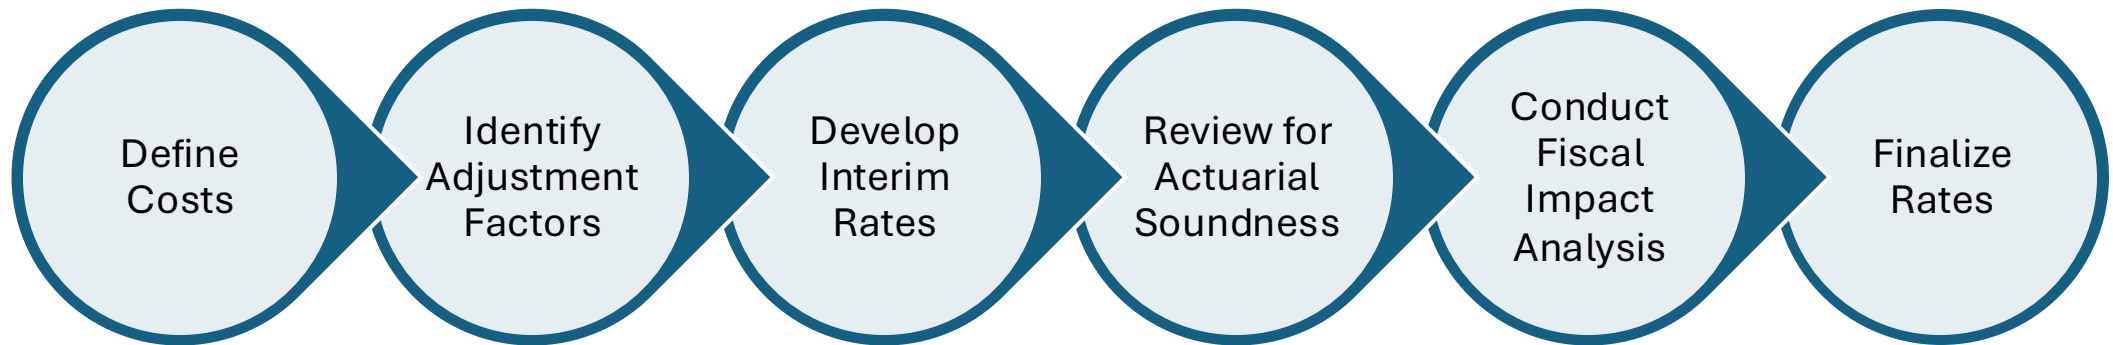 Define
Costs
Identify
Adjustment
Factors
Develop
Interim
Rates
Review for
Actuarial
Soundness
Conduct
Fiscal
Impact
Analysis
Finalize
Rates